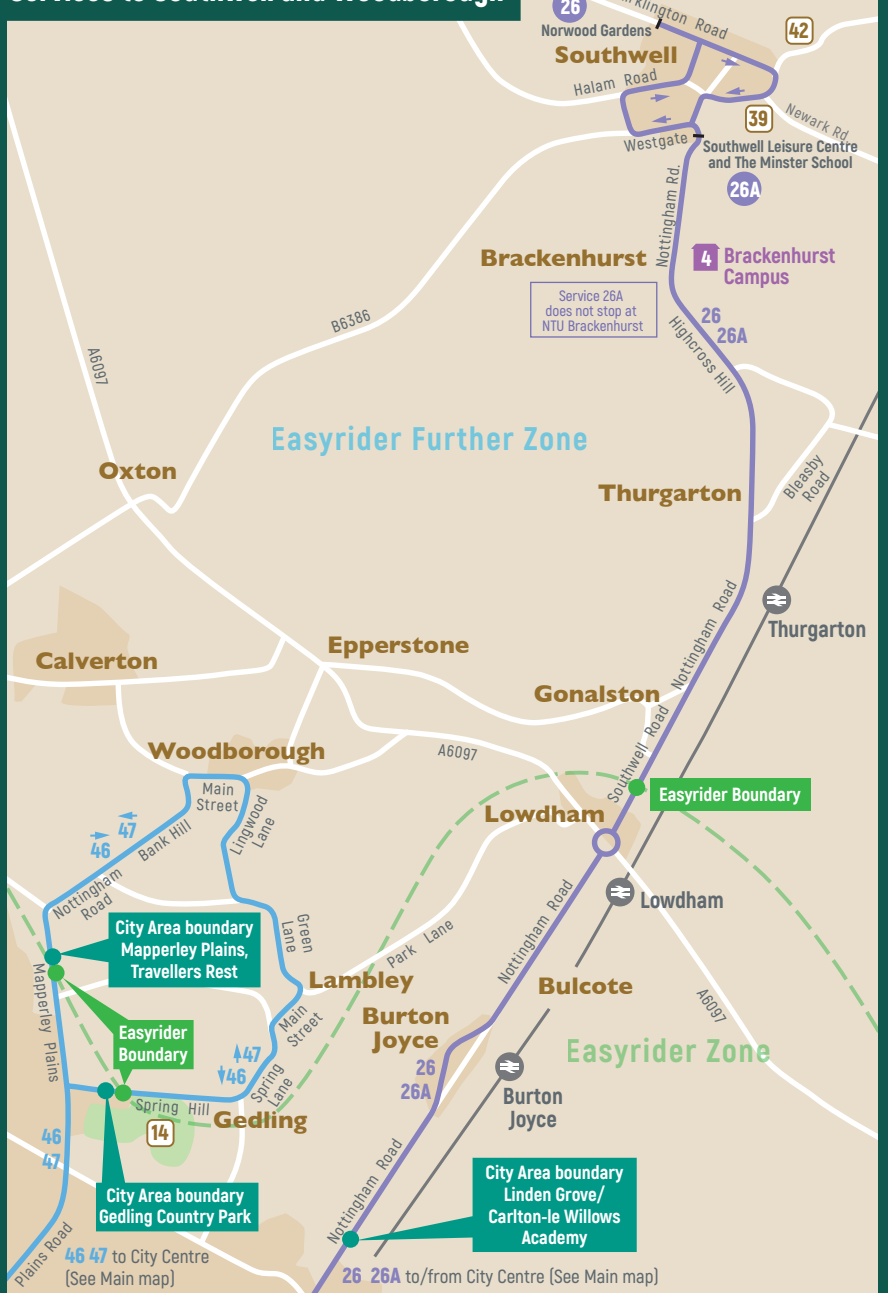 Services to Southwell and Woodborough
26
Norwood Gardens
Road
42
Southwell
Halam Road
39
Newark Rd
Westgate
Southwell Leisure Centre
and The Minster School
26A
Nottingham Rd.
Brackenhurst
4
Brackenhurst
Campus
Service 26A
does not stop at
NTU Brackenhurst
26
26A
Highcross Hill
B6386
A6097
Easyrider Further Zone
Oxton
Thurgarton
Bleasby
Road
Thurgarton
Nottingham Road
Epperstone
Calverton
Gonalston
Southwell Road
Woodborough
A6097
Easyrider Boundary
Main
Street
Lingwood
Lane
Lowdham
47
46
Bank Hill
Nottingham
Road
Lowdham
Nottingham Road
City Area boundary
Mapperley Plains,
Travellers Rest
Green
Lane
Park Lane
Mapperley Plains
Lambley
Bulcote
A6097
Main
Street
Burton
Joyce
Easyrider
Boundary
Easyrider Zone
47
46
Spring
Lane
26
26A
Burton
Joyce
Spring Hill
Gedling
14
46
47
Nottingham Road
City Area boundary
Gedling Country Park
City Area boundary
Linden Grove/
Carlton-le Willows
Academy
Plains Road
46 47 to City Centre
(See Main map)
26 26A to/from City Centre (See Main map)